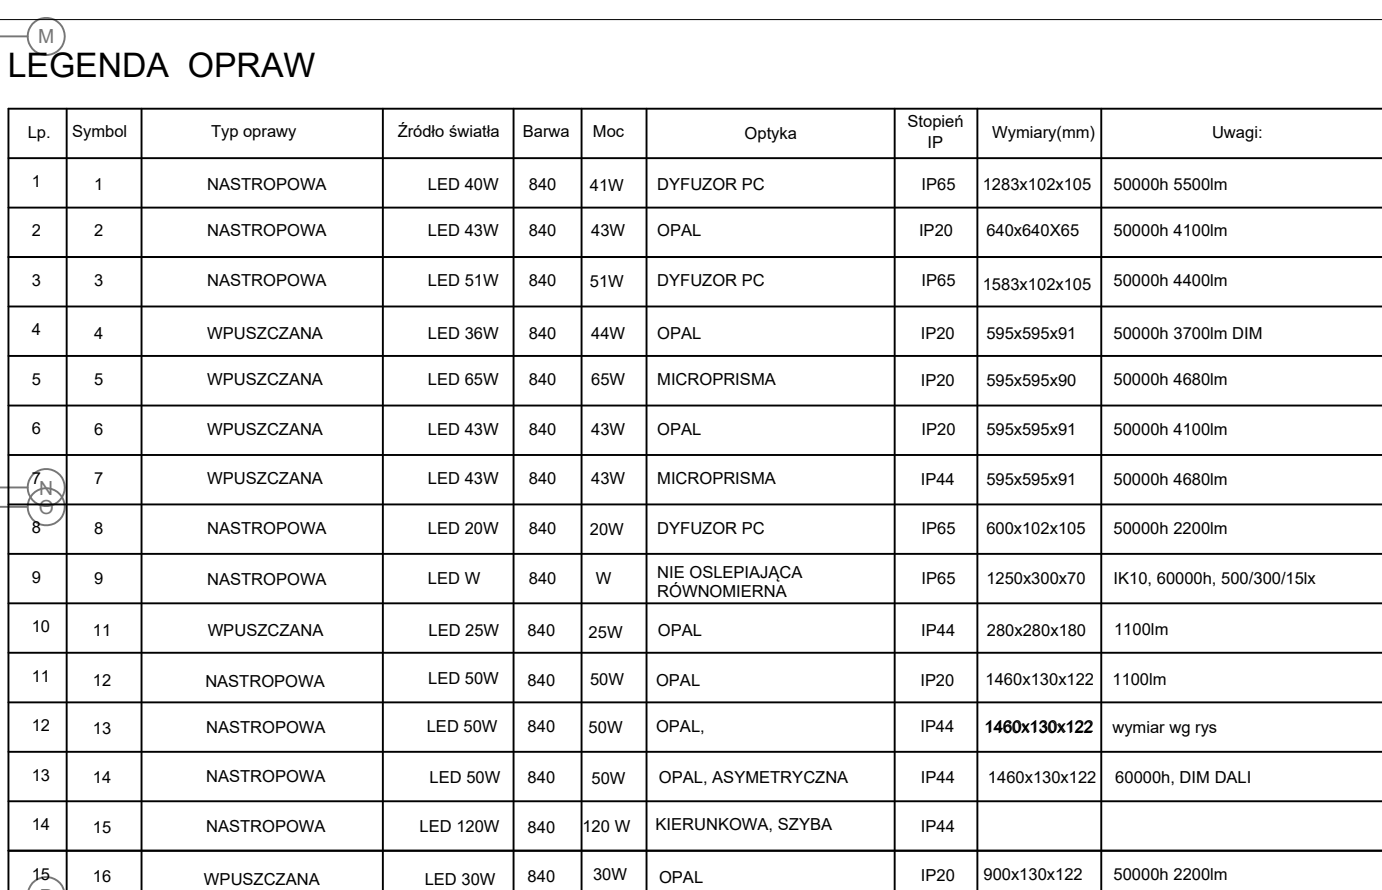 M
LEGENDA OPRAW
Lp. Symbol Typ oprawy Źródło światła Barwa Moc Optyka Stopień IP Wymiary(mm) Uwagi:
1 1 NASTROPOWA LED 40W 840 41W DYFUZOR PC IP65 1283x102x105 50000h 5500lm
2 2 NASTROPOWA LED 43W 840 43W OPAL IP20 640x640X65 50000h 4100lm
3 3 NASTROPOWA LED 51W 840 51W DYFUZOR PC IP65 1583x102x105 50000h 4400lm
4 4 WPUSZCZANA LED 36W 840 44W OPAL IP20 595x595x91 50000h 3700lm DIM
5 5 WPUSZCZANA LED 65W 840 65W MICROPRISMA IP20 595x595x90 50000h 4680lm
6 6 WPUSZCZANA LED 43W 840 43W OPAL IP20 595x595x91 50000h 4100lm
7 7 WPUSZCZANA LED 43W 840 43W MICROPRISMA IP44 595x595x91 50000h 4680lm
N
O
8 8 NASTROPOWA LED 20W 840 20W DYFUZOR PC IP65 600x102x105 50000h 2200lm
9 9 NASTROPOWA LED W 840 W NIE OSLEPIAJĄCA RÓWNOMIERNA IP65 1250x300x70 IK10, 60000h, 500/300/15lx
10 11 WPUSZCZANA LED 25W 840 25W OPAL IP44 280x280x180 1100lm
11 12 NASTROPOWA LED 50W 840 50W OPAL IP20 1460x130x122 1100lm
12 13 NASTROPOWA LED 50W 840 50W OPAL, IP44 1460x130x122 wymiar wg rys
13 14 NASTROPOWA LED 50W 840 50W OPAL, ASYMETRYCZNA IP44 1460x130x122 60000h, DIM DALI
14 15 NASTROPOWA LED 120W 840 120 W KIERUNKOWA, SZYBA IP44
15 16 WPUSZCZANA LED 30W 840 30W OPAL IP20 900x130x122 50000h 2200lm